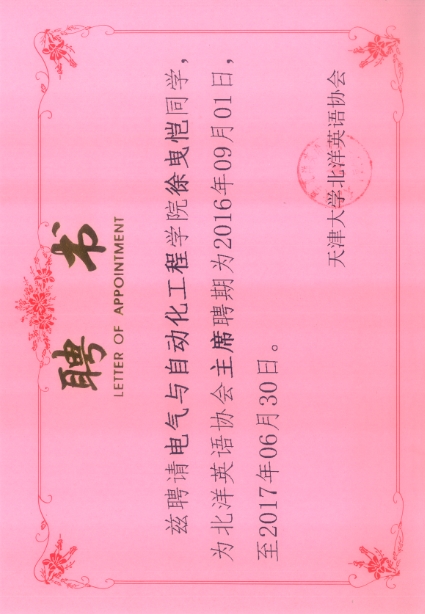 聘 书
LETTER OF APPOINTMENT
兹聘请电气与自动化工程学院徐曳恺同学，
为北洋英语协会主席聘期为2016年09月01日，
至2017年06月30日。
天津大学北洋英语协会